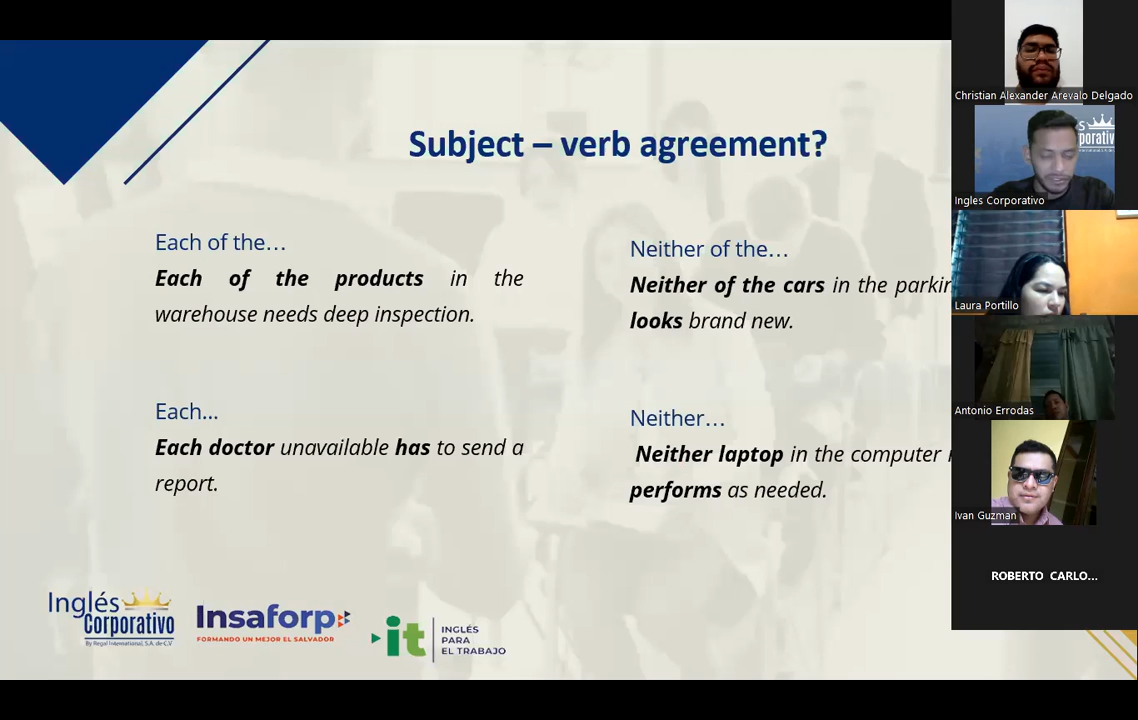 Subject – verb agreement?
Each of the…
Each of the products in the
warehouse needs deep inspection.
Each...
Each doctor unavailable has to send a
report.
Neither of the…
Neither of the cars in the
looks brand new.
Neither…
Neither laptop in the computer
performs as needed.
Inglés
Corporativo
By Regal International, S.A. de C.V
Insaforp
FORMANDO UN MEJOR EL SALVADOR
it
INGLÉS
PARA
EL TRABAJO
Christian Alexander Arevalo Delgado
Ingles Corporativo
Laura Portillo
Antonio Errodas
Ivan Guzman
ROBERTO CARLO...